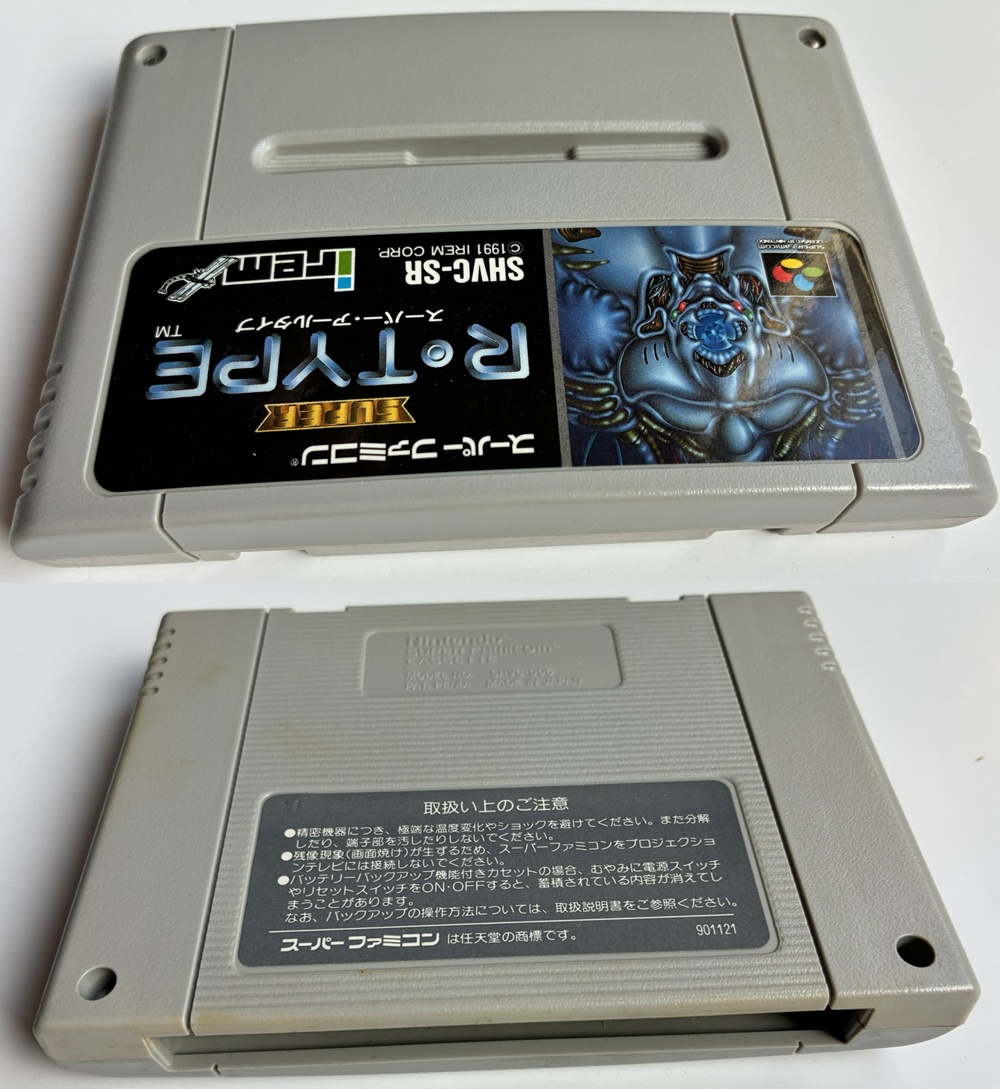 スーパーファミコン®
SUPER
R・TYPE
スーパー・アールタイプ
TM
irem
SHVC-SR
©1991 IREM CORP.
SUPER FAMICOM
LICENSED BY NINTENDO
Nintendo®
SUPER Famicom®
CASSETTE
MODEL NO. SHVC-006
PAT. PEND. MADE IN JAPAN
取扱い上のご注意
●精密機器につき、極端な温度変化やショックを避けてください。また分解
したり、端子部を汚したりしないでください。
●残像現象(画面焼け)が生ずるため、スーパーファミコンをプロジェクショ
ンテレビには接続しないでください。
●バッテリーバックアップ機能付きカセットの場合、むやみに電源スイッチ
やリセットスイッチをON・OFFすると、蓄積されている内容が消えてし
まうことがあります。
なお、バックアップの操作方法については、取扱説明書をご参照ください。
スーパーファミコン は任天堂の商標です。
901121